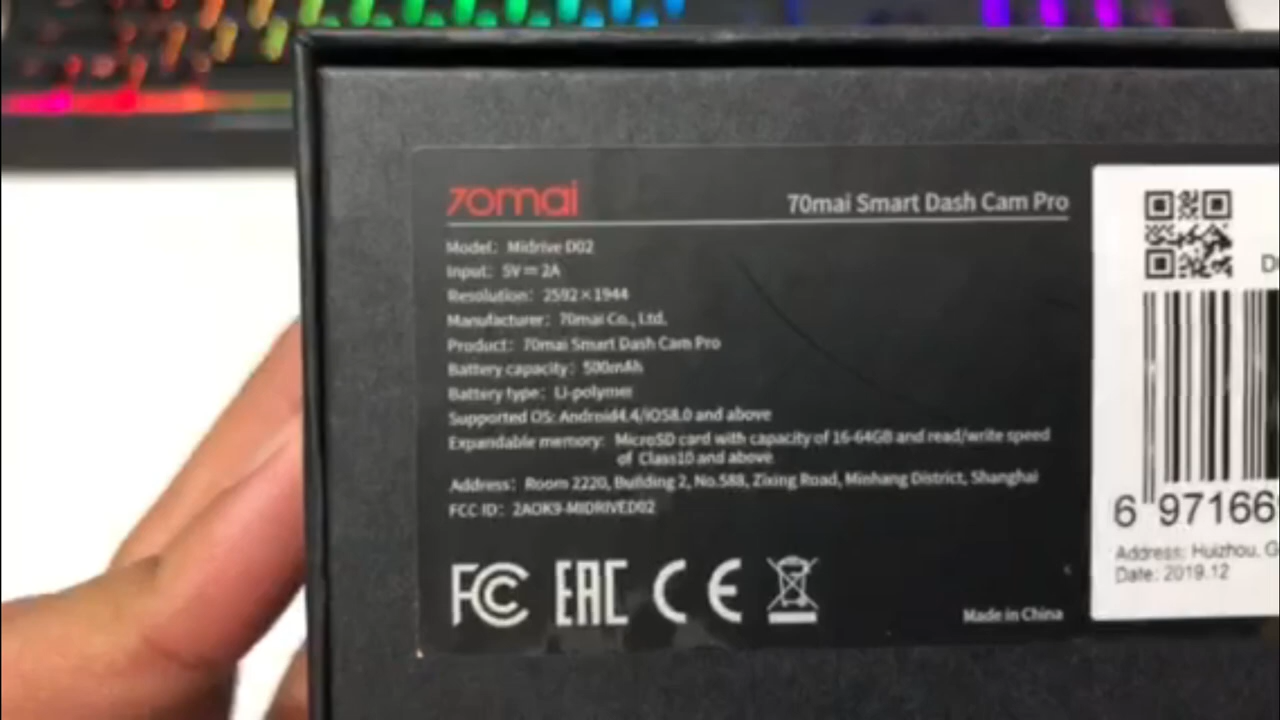 70mai
70mai Smart Dash Cam Pro
Model: Midrive D02
Input: 5V⎓2A
Resolution: 2592×1944
Manufacturer: 70mai Co., Ltd.
Product: 70mai Smart Dash Cam Pro
Battery capacity: 500mAh
Battery type: Li-polymer
Supported OS: Android4.4/iOS8.0 and above
Expandable memory: MicroSD card with capacity of 16-64GB and read/write speed
of Class10 and above
Address: Room 2220, Building 2, No.588, Zixing Road, Minhang District, Shanghai
FCC ID: 2AOK9-MIDRIVED02
FC EAC CE
Made in China
D
6 97166
Address: Huizhou, G
Date: 2019.12